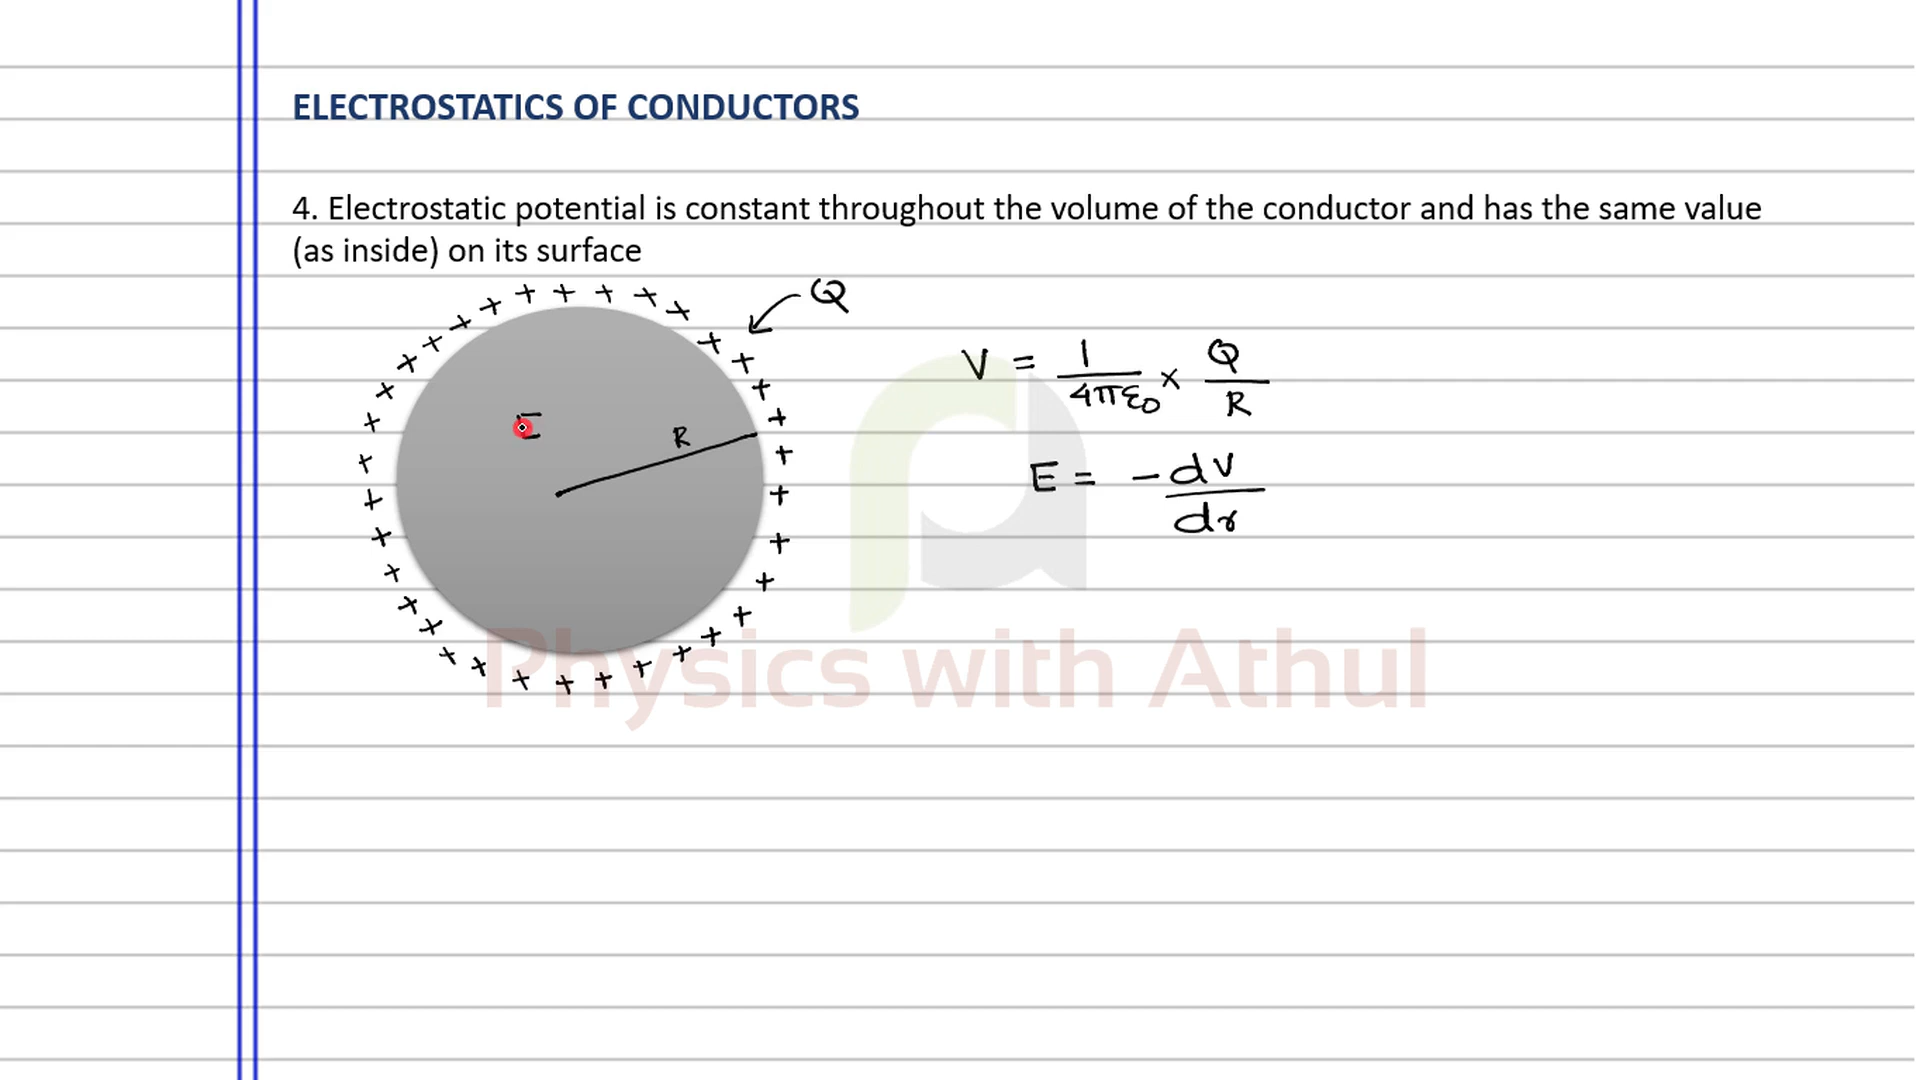 ELECTROSTATICS OF CONDUCTORS
4. Electrostatic potential is constant throughout the volume of the conductor and has the same value
(as inside) on its surface
Q
V = 1/4πε₀ × Q/R
R
E
E = -dV/dr
Physics with Athul